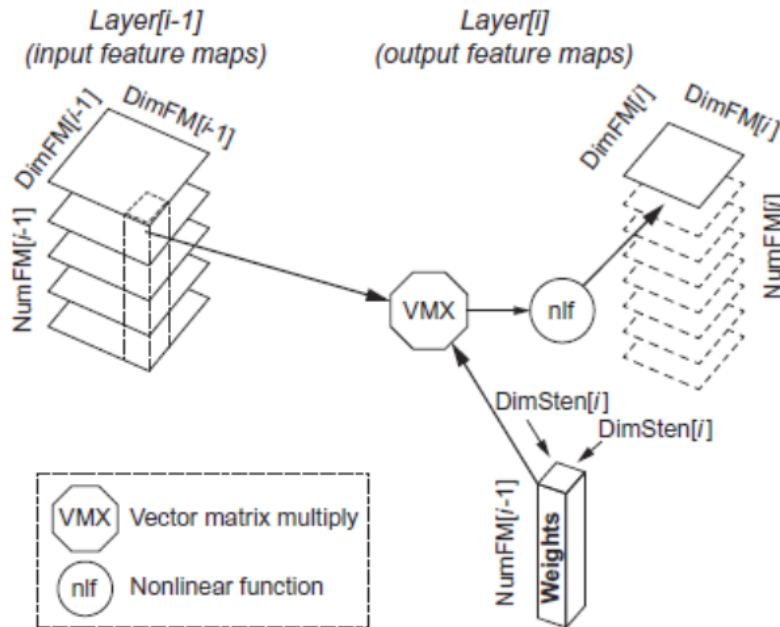 Layer[i-1]
(input feature maps)
Layer[i]
(output feature maps)
DimFM[i-1]
DimFM[i-1]
NumFM[i-1]
DimFM[i]
DimFM[i]
NumFM[i]
VMX
nlf
DimSten[i]
DimSten[i]
NumFM[i-1]
Weights
VMX
Vector matrix multiply
nlf
Nonlinear function